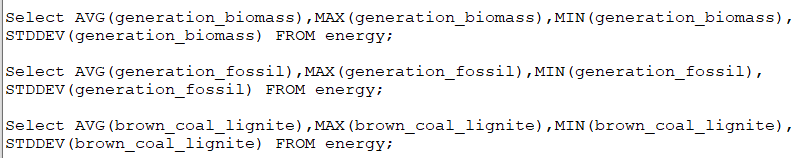 Select AVG(generation_biomass),MAX(generation_biomass),MIN(generation_biomass),
STDDEV(generation_biomass) FROM energy;
Select AVG(generation_fossil),MAX(generation_fossil),MIN(generation_fossil),
STDDEV(generation_fossil) FROM energy;
Select AVG(brown_coal_lignite),MAX(brown_coal_lignite),MIN(brown_coal_lignite),
STDDEV(brown_coal_lignite) FROM energy;